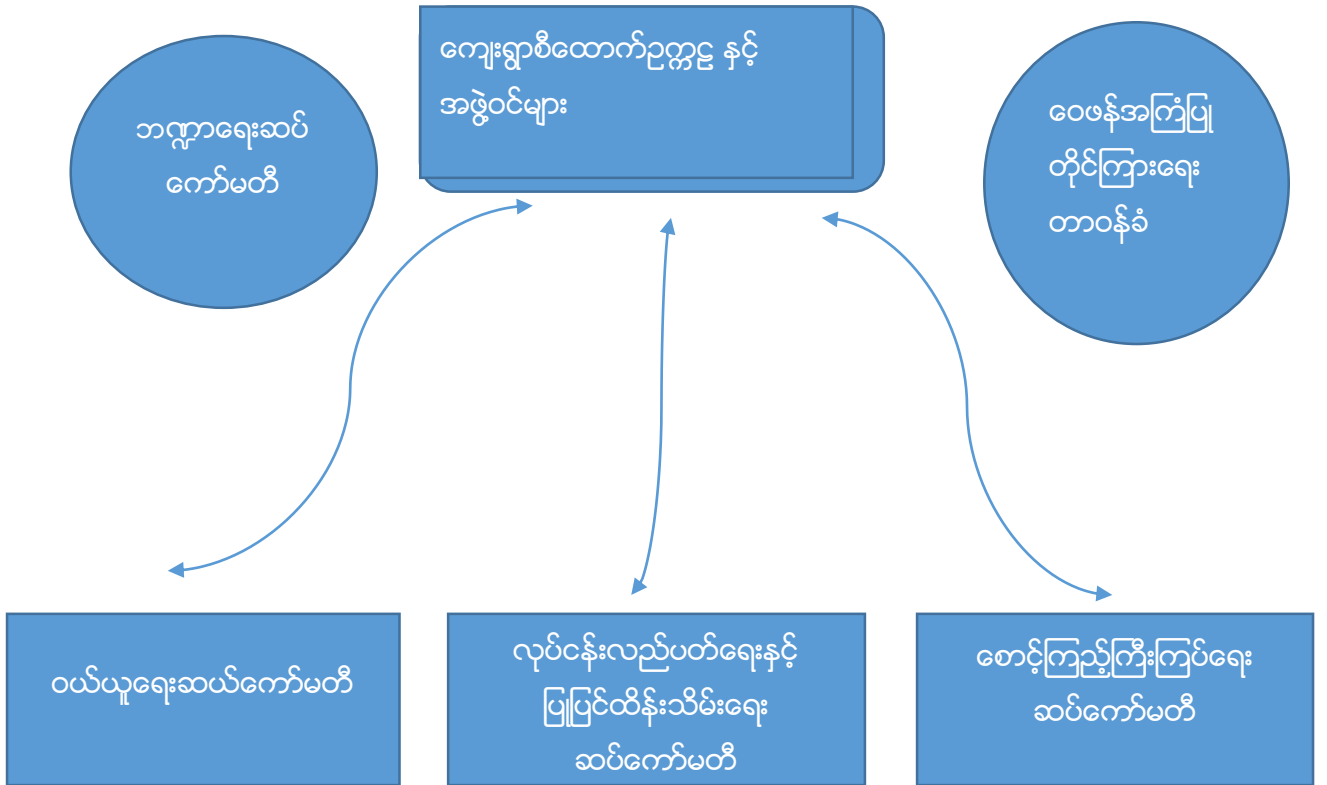 ကျေးရွာစီထောက်ဥက္ကဋ္ဌ နှင့်
အဖွဲ့ဝင်များ
ဘဏ္ဍာရေးဆပ်
ကော်မတီ
ဝေဖန်အကြံပြု
တိုင်ကြားရေး
တာဝန်ခံ
ဝယ်ယူရေးဆယ်ကော်မတီ
လုပ်ငန်းလည်ပတ်ရေးနှင့်
ပြုပြင်ထိန်းသိမ်းရေး
ဆပ်ကော်မတီ
စောင့်ကြည့်ကြီးကြပ်ရေး
ဆပ်ကော်မတီ